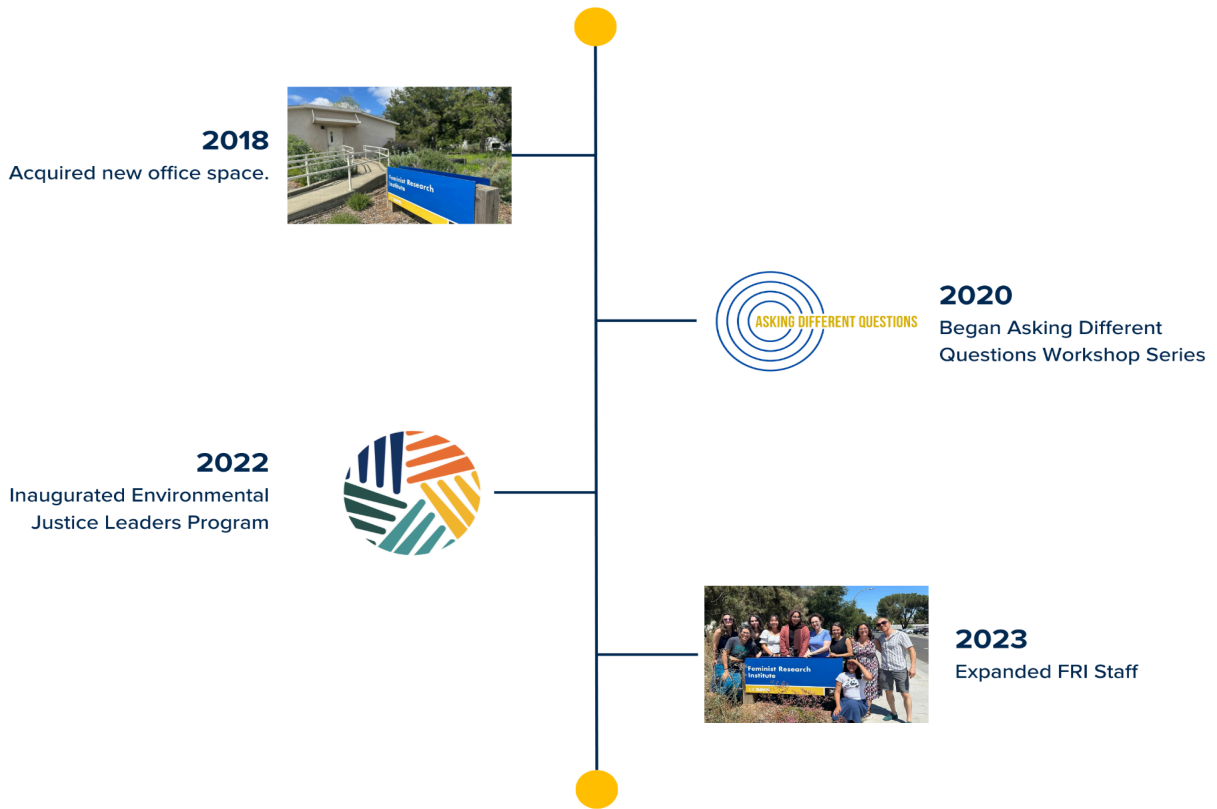 2018
Acquired new office space.
Feminist Research
Institute
ASKING DIFFERENT QUESTIONS
2020
Began Asking Different
Questions Workshop Series
2022
Inaugurated Environmental
Justice Leaders Program
Feminist Research
Institute
2023
Expanded FRI Staff